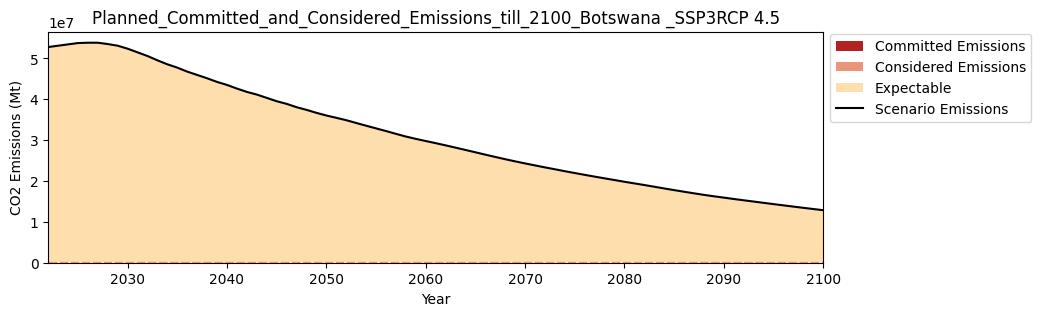 Planned_Committed_and_Considered_Emissions_till_2100_Botswana _SSP3RCP 4.5
1e7
CO2 Emissions (Mt)
5
4
3
2
1
0
2030 2040 2050 2060 2070 2080 2090 2100
Year
Committed Emissions
Considered Emissions
Expectable
Scenario Emissions